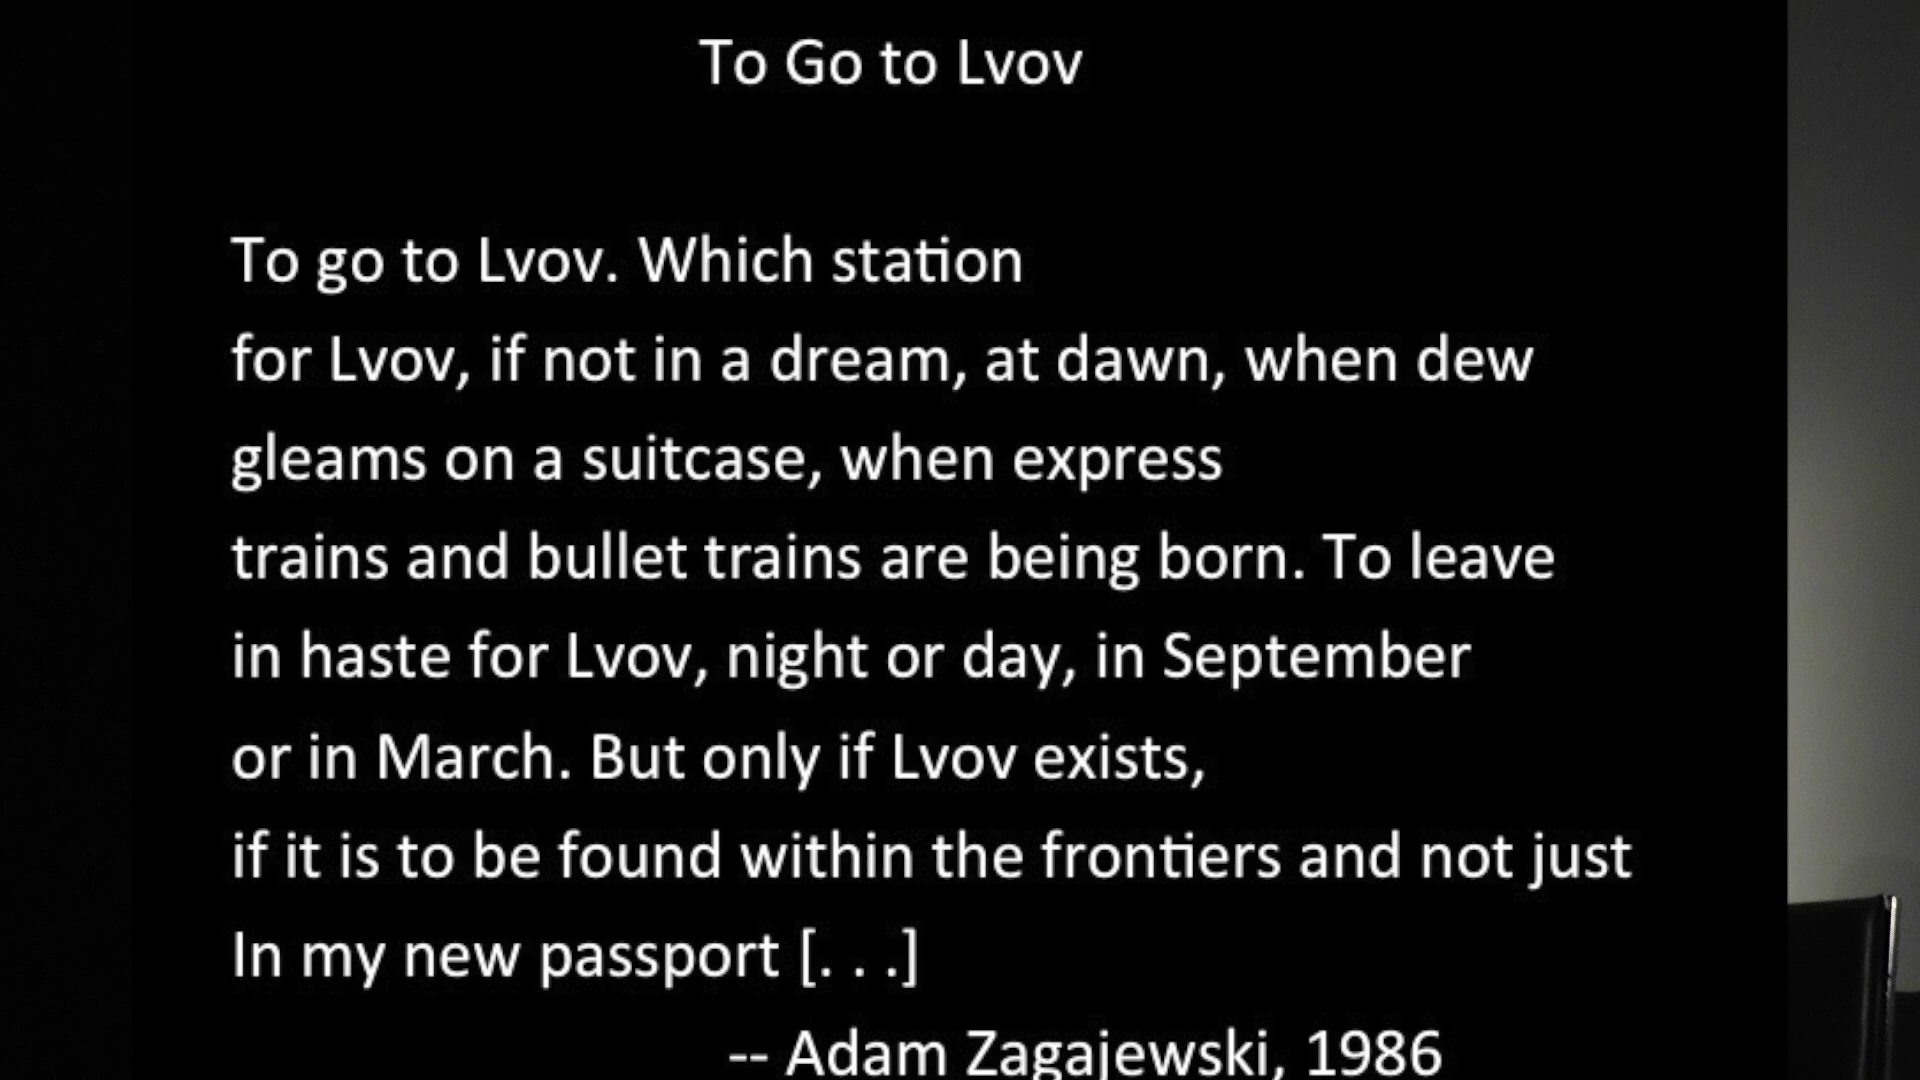 To Go to Lvov
To go to Lvov. Which station
for Lvov, if not in a dream, at dawn, when dew
gleams on a suitcase, when express
trains and bullet trains are being born. To leave
in haste for Lvov, night or day, in September
or in March. But only if Lvov exists,
if it is to be found within the frontiers and not just
In my new passport [. . .]
-- Adam Zagajewski, 1986